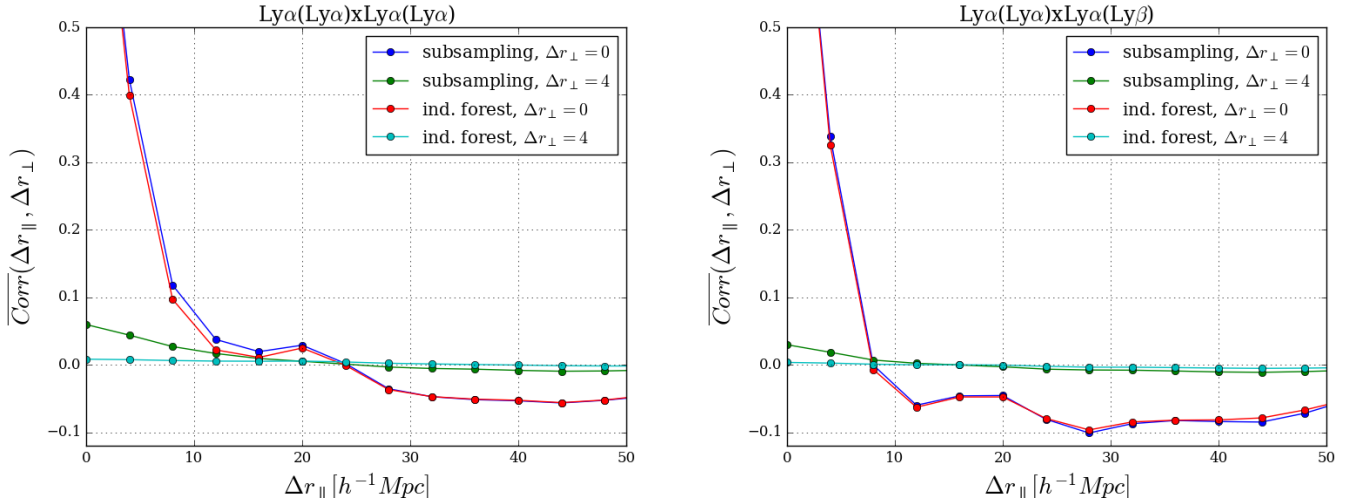 Lyα(Lyα)xLyα(Lyα)
0.5
0.4
0.3
0.2
0.1
0.0
−0.1
Corr(Δr∥, Δr⊥)
subsampling, Δr⊥ = 0
subsampling, Δr⊥ = 4
ind. forest, Δr⊥ = 0
ind. forest, Δr⊥ = 4
0 10 20 30 40 50
Δr∥ [h⁻¹Mpc]
Lyα(Lyα)xLyα(Lyβ)
0.5
0.4
0.3
0.2
0.1
0.0
−0.1
Corr(Δr∥, Δr⊥)
subsampling, Δr⊥ = 0
subsampling, Δr⊥ = 4
ind. forest, Δr⊥ = 0
ind. forest, Δr⊥ = 4
0 10 20 30 40 50
Δr∥ [h⁻¹Mpc]